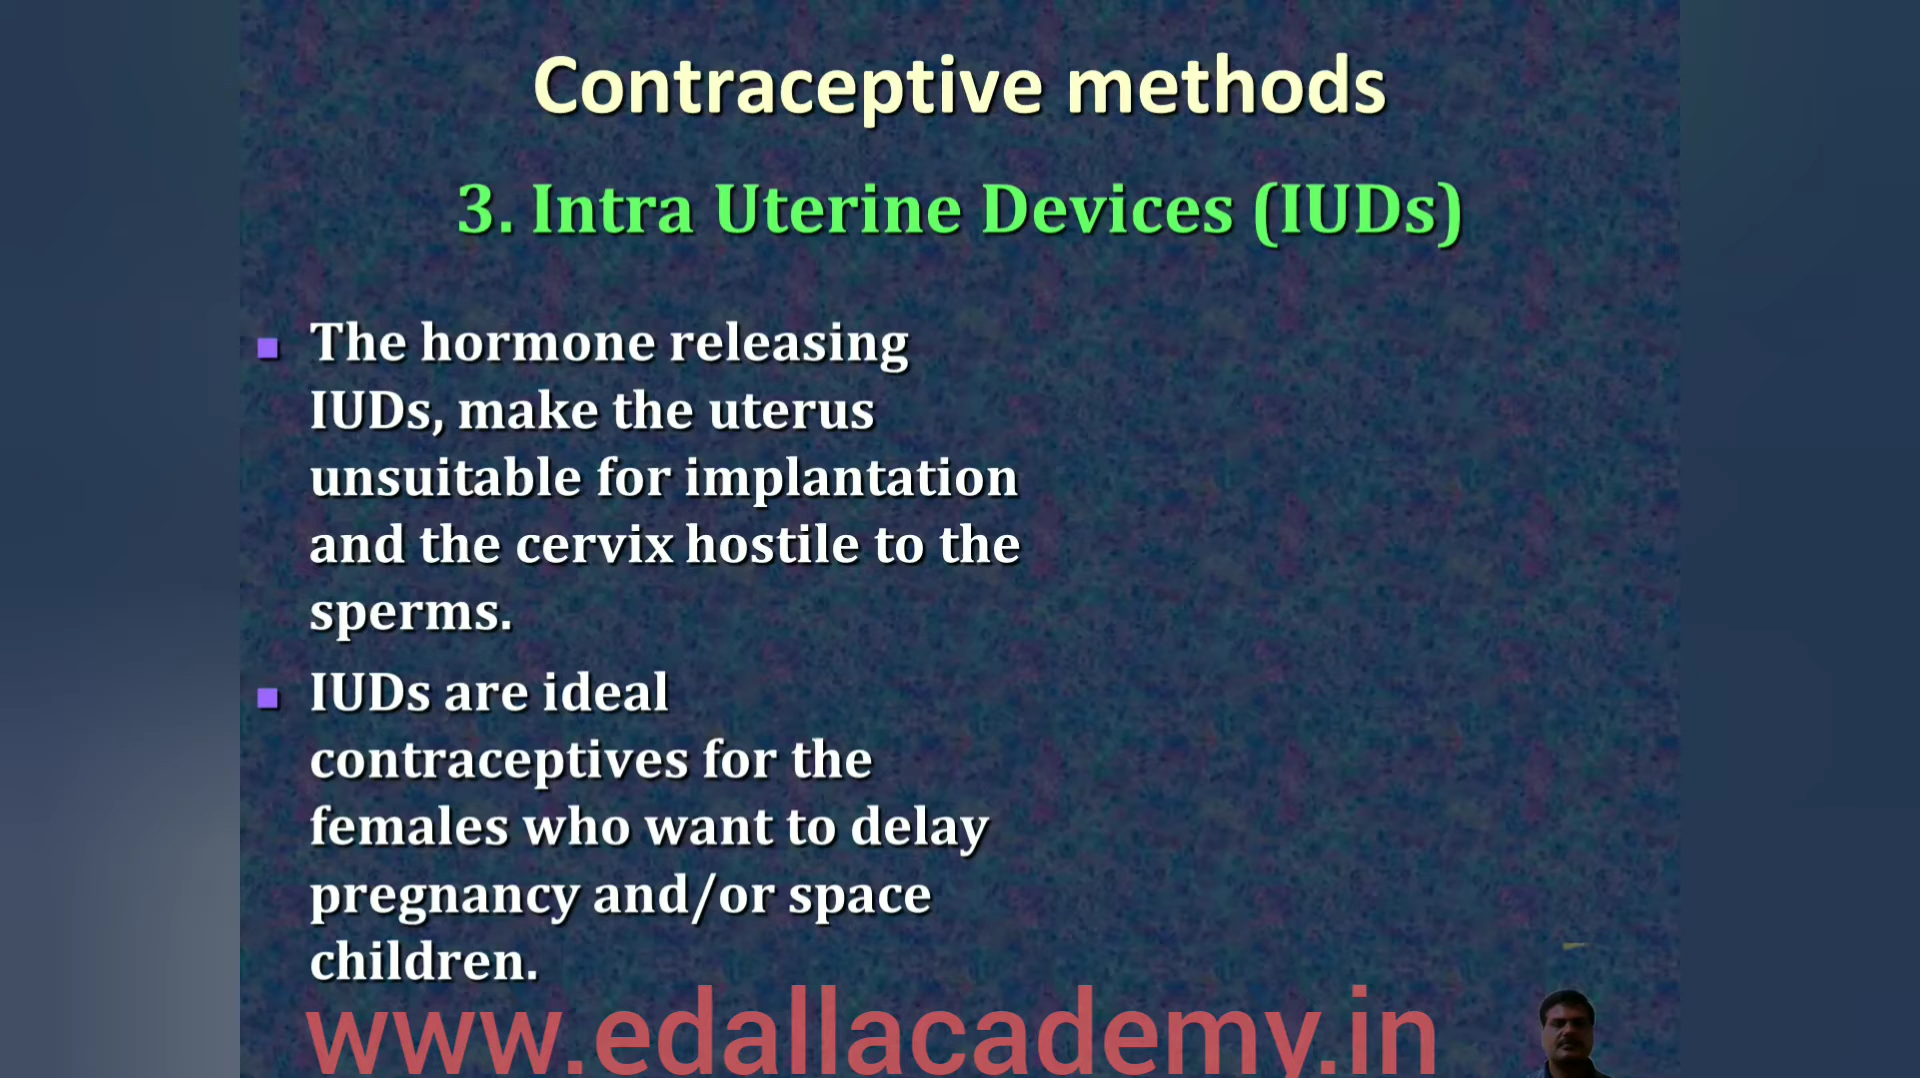 Contraceptive methods
3. Intra Uterine Devices (IUDs)
The hormone releasing
IUDs, make the uterus
unsuitable for implantation
and the cervix hostile to the
sperms.
IUDs are ideal
contraceptives for the
females who want to delay
pregnancy and/or space
children.
www.edallacademy.in